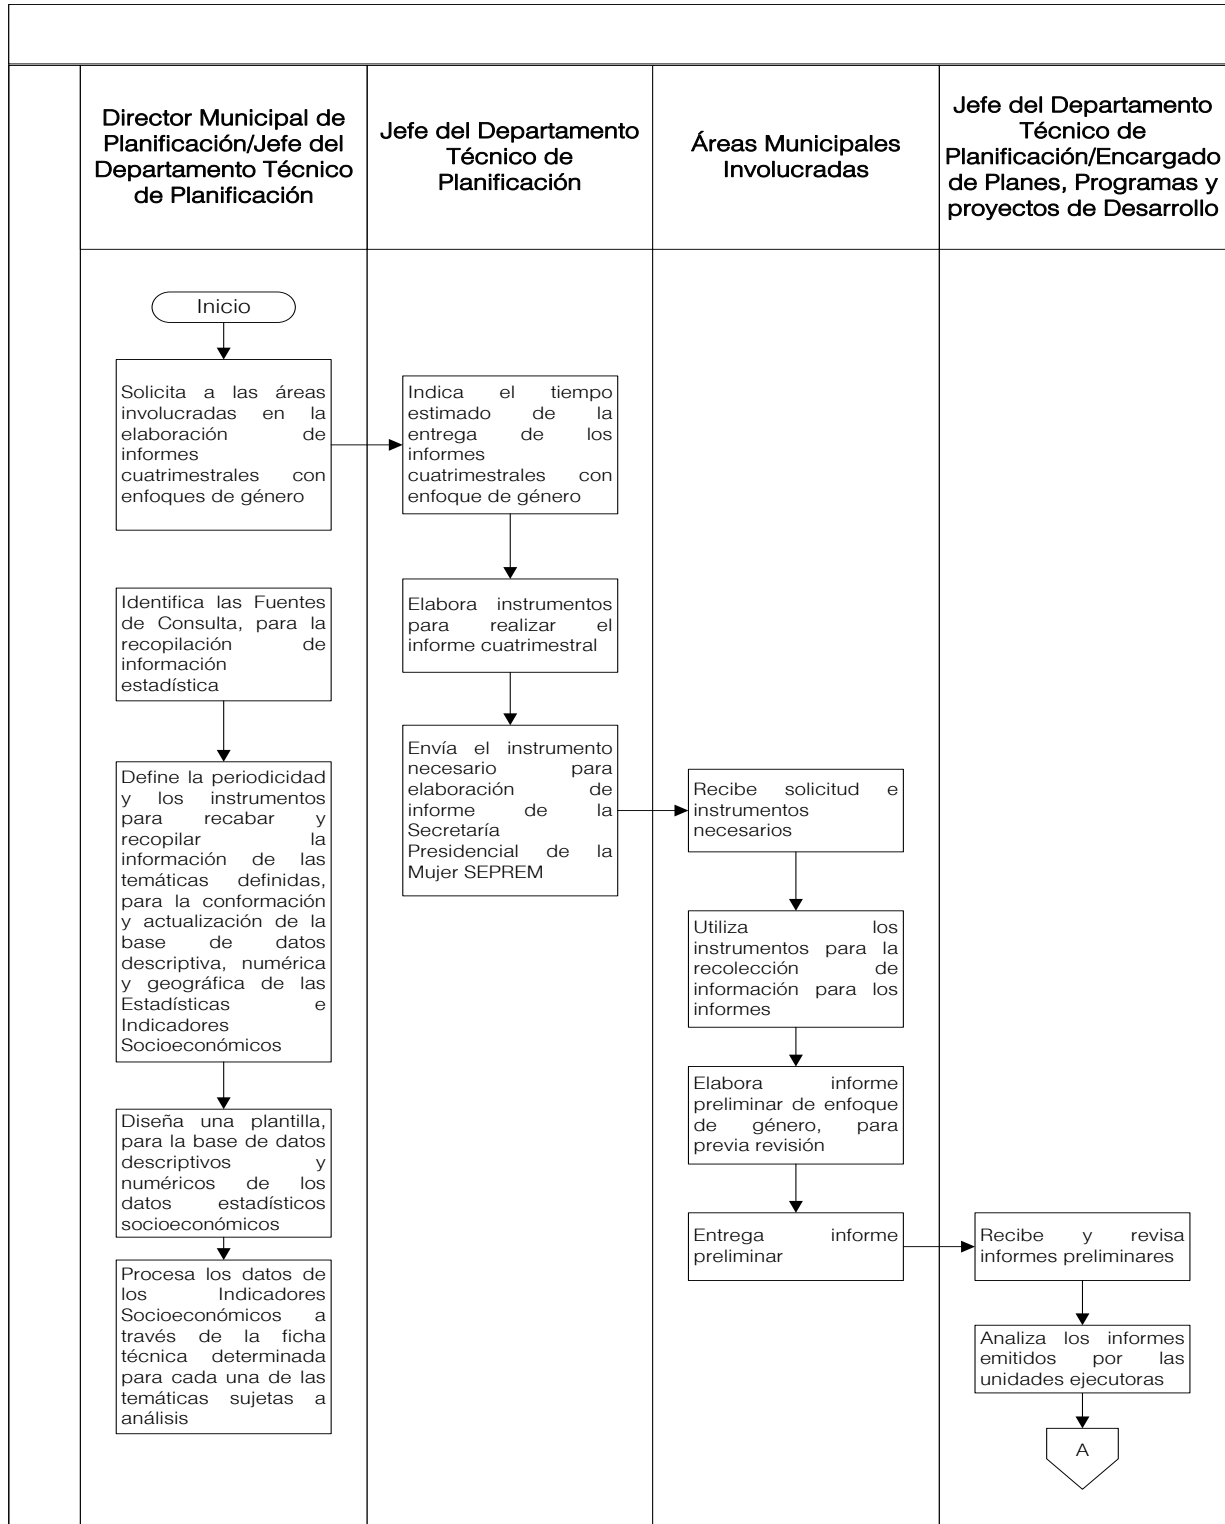 Director Municipal de
Planificación/Jefe del
Departamento Técnico
de Planificación
Jefe del Departamento
Técnico de
Planificación
Áreas Municipales
Involucradas
Jefe del Departamento
Técnico de
Planificación/Encargado
de Planes, Programas y
proyectos de Desarrollo
Inicio
Solicita a las áreas
involucradas en la
elaboración de
informes
cuatrimestrales con
enfoques de género
Identifica las Fuentes
de Consulta, para la
recopilación de
información
estadística
Define la periodicidad
y los instrumentos
para recabar y
recopilar la
información de las
temáticas definidas,
para la conformación
y actualización de la
base de datos
descriptiva, numérica
y geográfica de las
Estadísticas e
Indicadores
Socioeconómicos
Diseña una plantilla,
para la base de datos
descriptivos y
numéricos de los
datos estadísticos
socioeconómicos
Procesa los datos de
los Indicadores
Socioeconómicos a
través de la ficha
técnica determinada
para cada una de las
temáticas sujetas a
análisis
Indica el tiempo
estimado de la
entrega de los
informes
cuatrimestrales con
enfoque de género
Elabora instrumentos
para realizar el
informe cuatrimestral
Envía el instrumento
necesario para
elaboración de
informe de la
Secretaría
Presidencial de la
Mujer SEPREM
Recibe solicitud e
instrumentos
necesarios
Utiliza los
instrumentos para la
recolección de
información para los
informes
Elabora informe
preliminar de enfoque
de género, para
previa revisión
Entrega informe
preliminar
Recibe y revisa
informes preliminares
Analiza los informes
emitidos por las
unidades ejecutoras
A